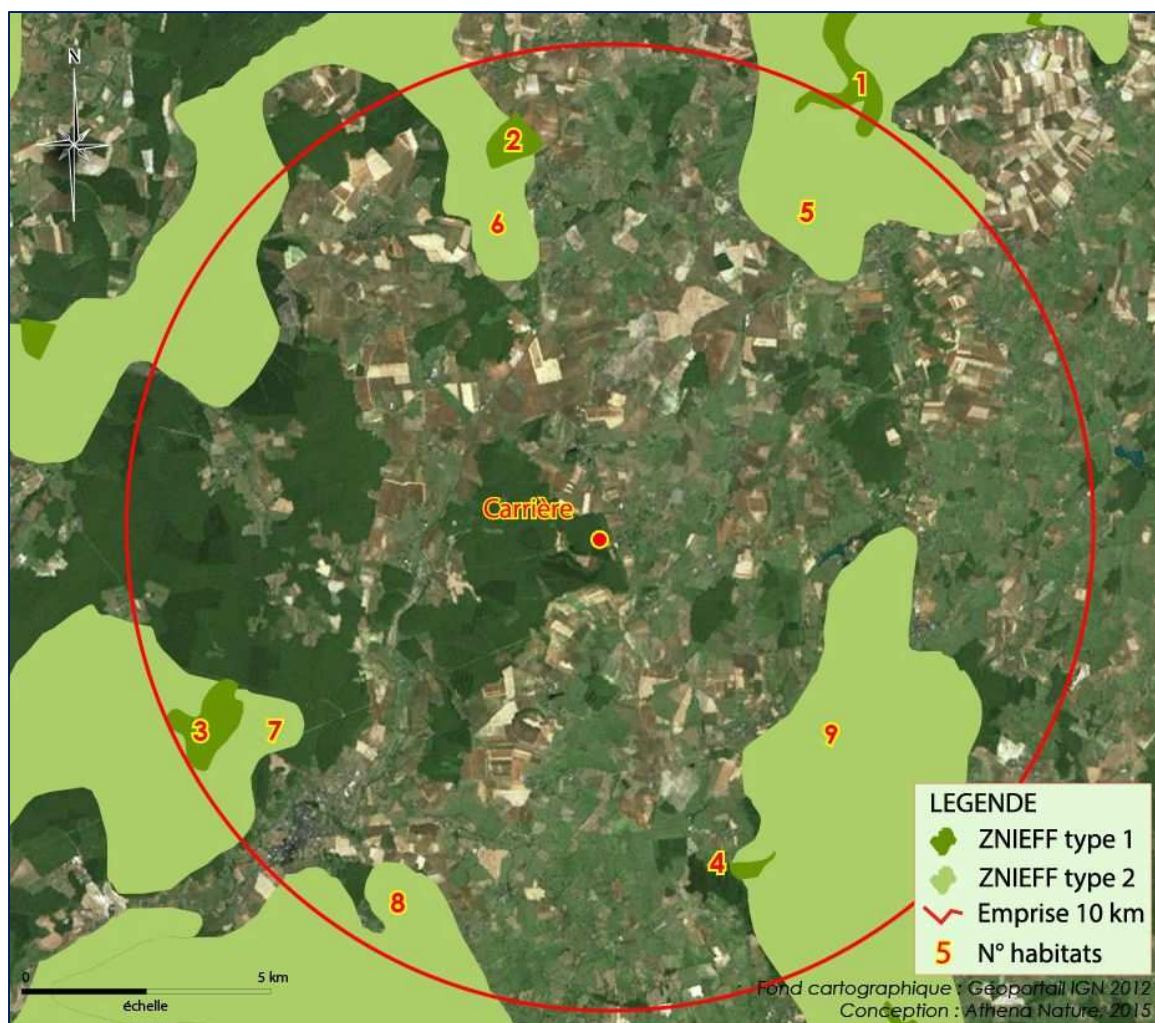 N
1
2
5
6
Carrière
3
7
9
4
8
LEGENDE
ZNIEFF type 1
ZNIEFF type 2
Emprise 10 km
5 N° habitats
0 5 km
échelle
Fond cartographique : Géoportail IGN 2012
Conception : Athena Nature, 2015